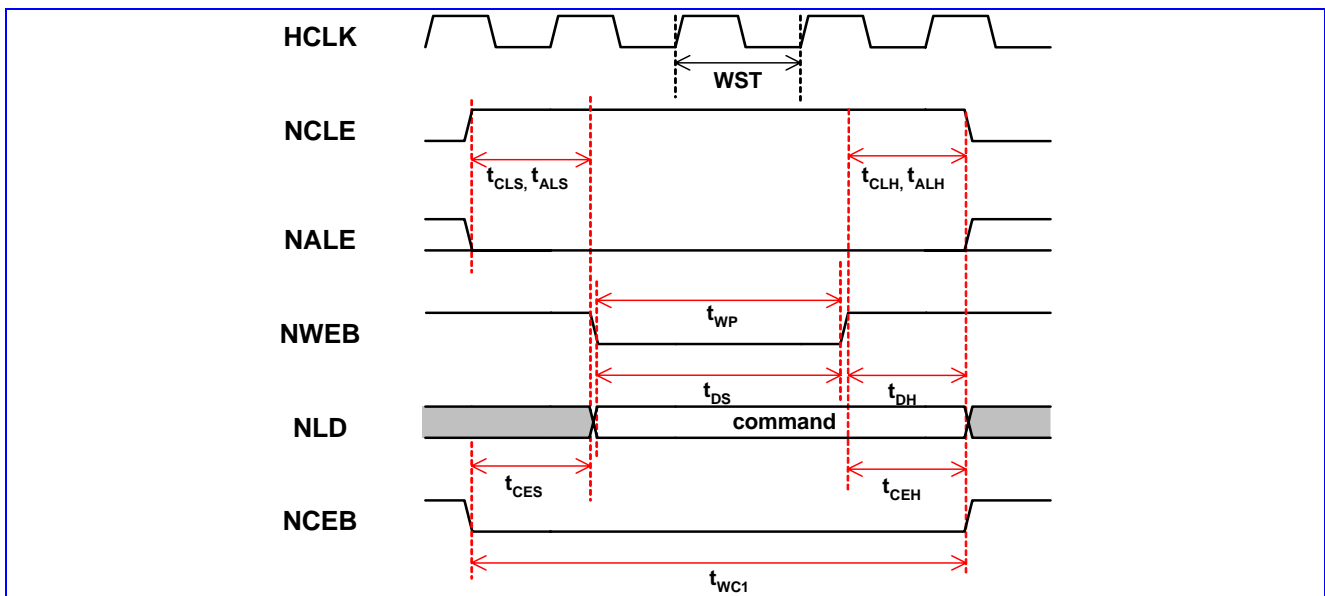 HCLK
WST
NCLE
tCLS, tALS
tCLH, tALH
NALE
tWP
NWEB
tDS
tDH
NLD
command
tCES
tCEH
NCEB
tWC1